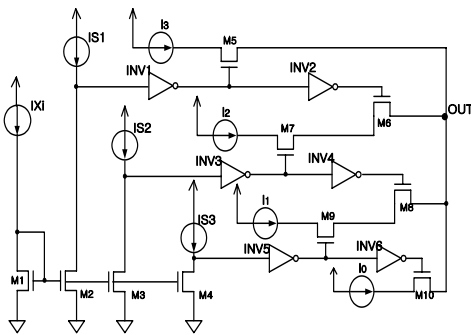 I3
IS1
M5
INV1
INV2
OUT
IXi
I2
M6
IS2
M7
INV3
INV4
I1
M8
IS3
M9
INV5
INV6
I0
M1
M2
M3
M4
M10